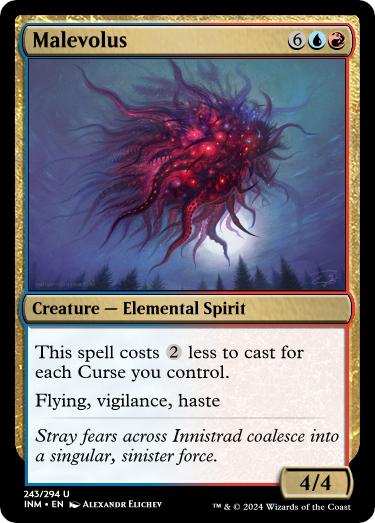 Malevolus 6
Creature — Elemental Spirit
This spell costs 2 less to cast for
each Curse you control.
Flying, vigilance, haste
Stray fears across Innistrad coalesce into
a singular, sinister force.
4/4
243/294 U
INM • EN Alexandr Elichev
™ & © 2024 Wizards of the Coast